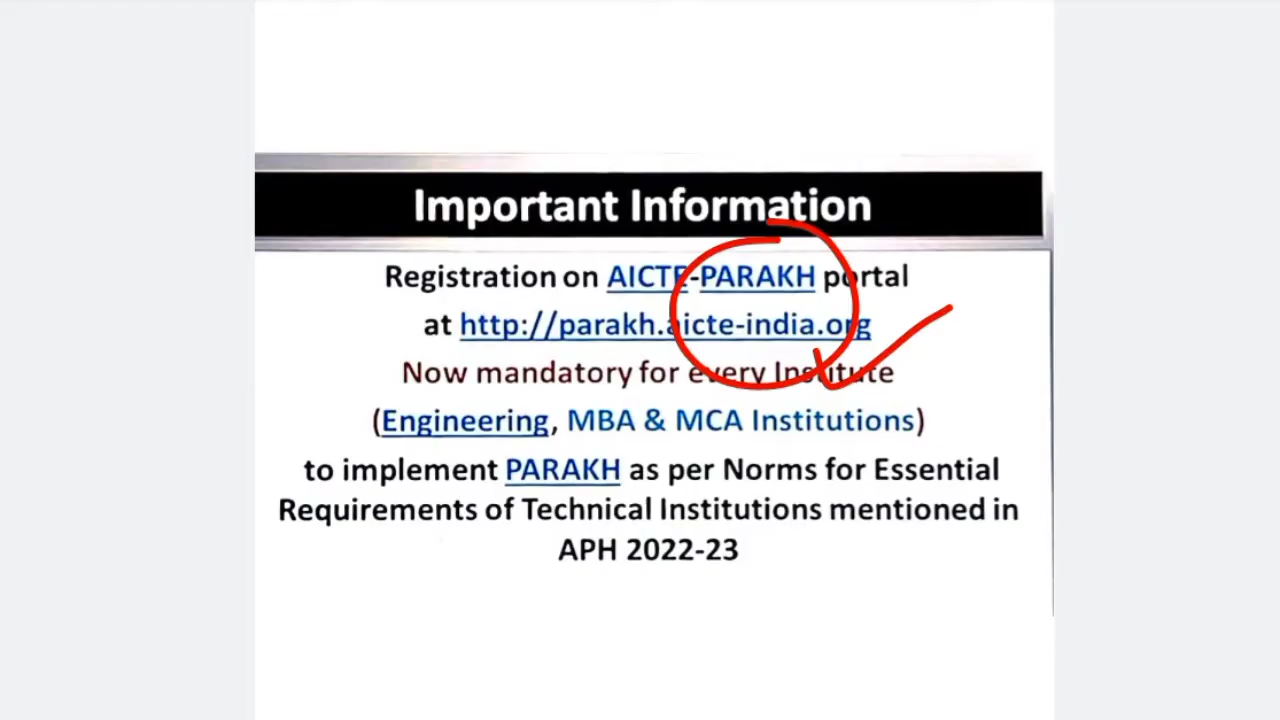 Important Information
Registration on AICTE-PARAKH portal
at http://parakh.aicte-india.org
Now mandatory for every Institute
(Engineering, MBA & MCA Institutions)
to implement PARAKH as per Norms for Essential
Requirements of Technical Institutions mentioned in
APH 2022-23